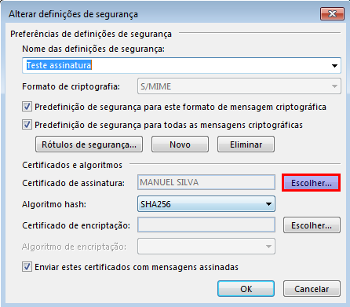 Alterar definições de segurança
Preferências de definições de segurança
Nome das definições de segurança:
Teste assinatura
Formato de criptografia: S/MIME
Predefinição de segurança para este formato de mensagem criptográfica
Predefinição de segurança para todas as mensagens criptográficas
Rótulos de segurança... Novo Eliminar
Certificados e algoritmos
Certificado de assinatura: MANUEL SILVA Escolher...
Algoritmo hash: SHA256
Certificado de encriptação: Escolher...
Algoritmo de encriptação:
Enviar estes certificados com mensagens assinadas
OK Cancelar